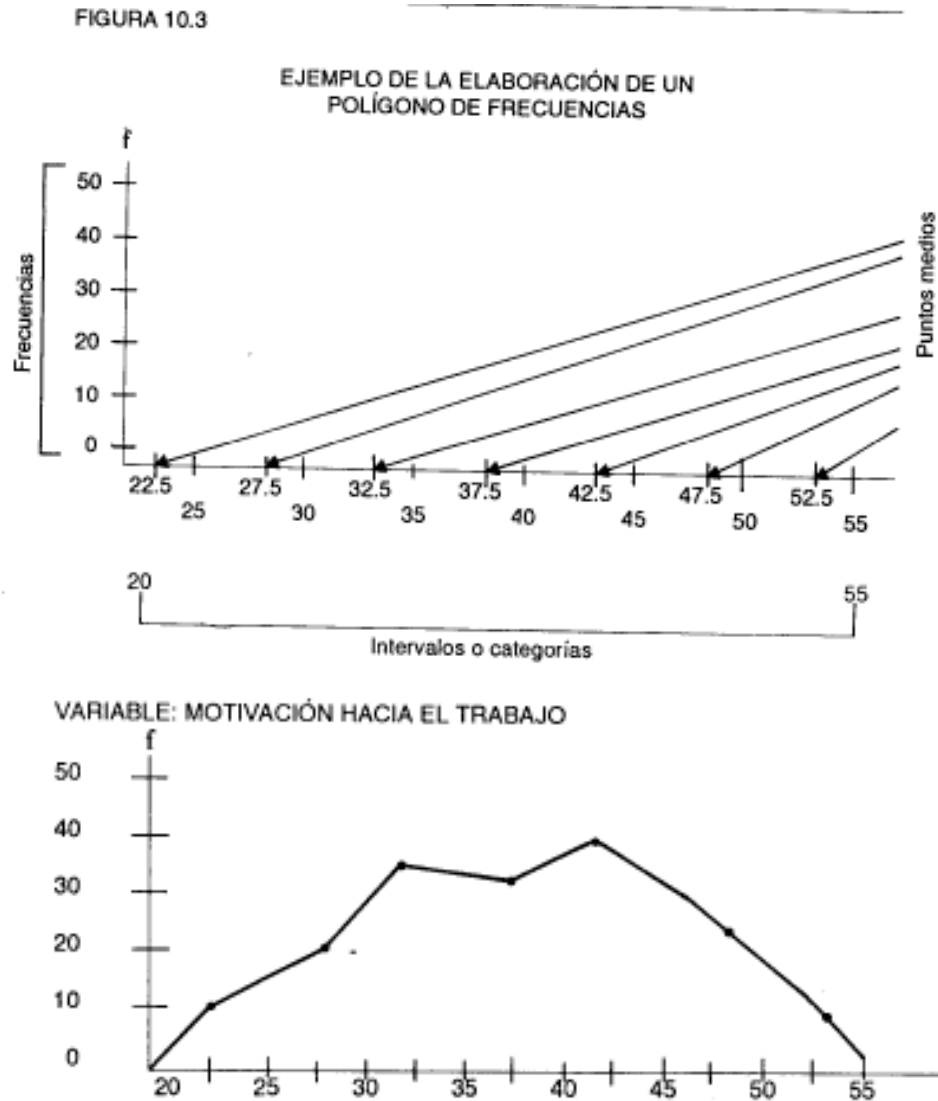 FIGURA 10.3
EJEMPLO DE LA ELABORACIÓN DE UN
POLÍGONO DE FRECUENCIAS
f
50
40
30
20
10
0
Frecuencias
Puntos medios
22.5 27.5 32.5 37.5 42.5 47.5 52.5
25 30 35 40 45 50 55
20 55
Intervalos o categorías
VARIABLE: MOTIVACIÓN HACIA EL TRABAJO
f
50
40
30
20
10
0
20 25 30 35 40 45 50 55